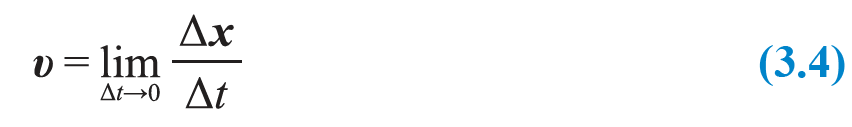 v = lim Δx / Δt (3.4)
Δt→0